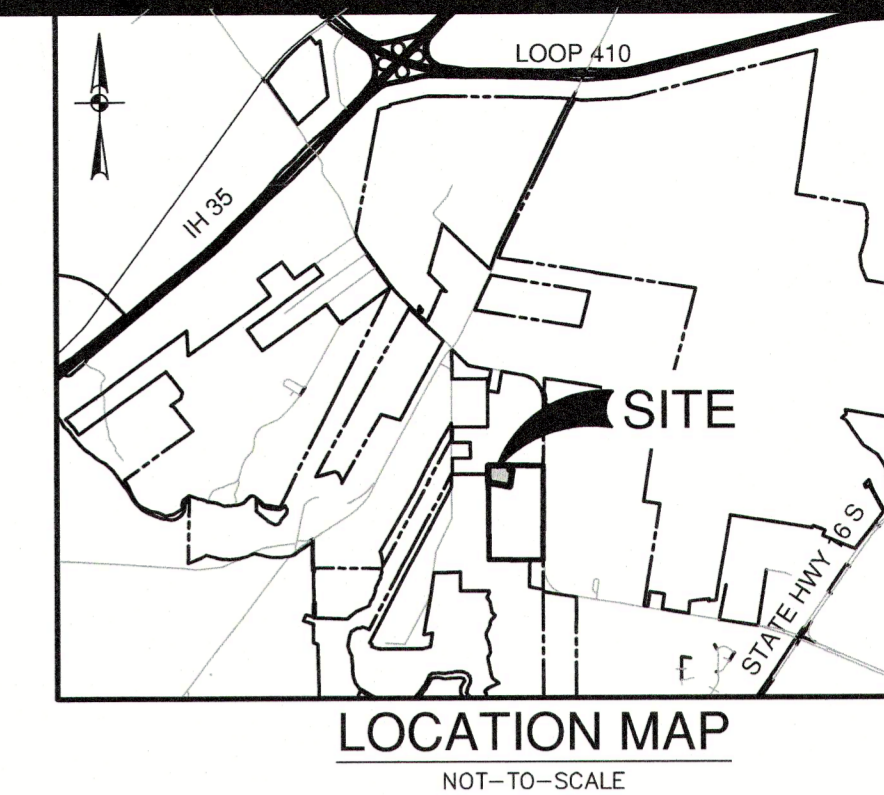 LOOP 410
IH 35
SITE
STATE HWY 16 S
LOCATION MAP
NOT-TO-SCALE